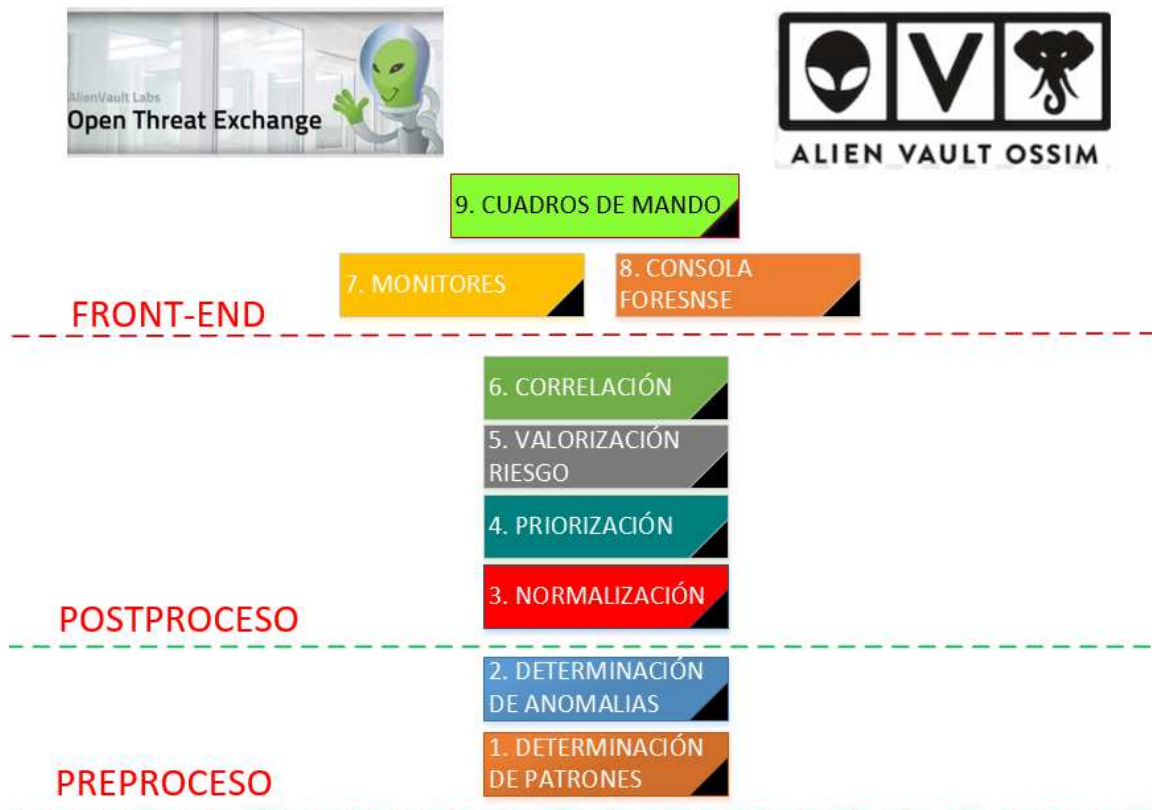 AlienVault Labs
Open Threat Exchange
ALIEN VAULT OSSIM
9. CUADROS DE MANDO
7. MONITORES
8. CONSOLA
FORESNSE
FRONT-END
6. CORRELACIÓN
5. VALORIZACIÓN
RIESGO
4. PRIORIZACIÓN
3. NORMALIZACIÓN
POSTPROCESO
2. DETERMINACIÓN
DE ANOMALIAS
1. DETERMINACIÓN
DE PATRONES
PREPROCESO